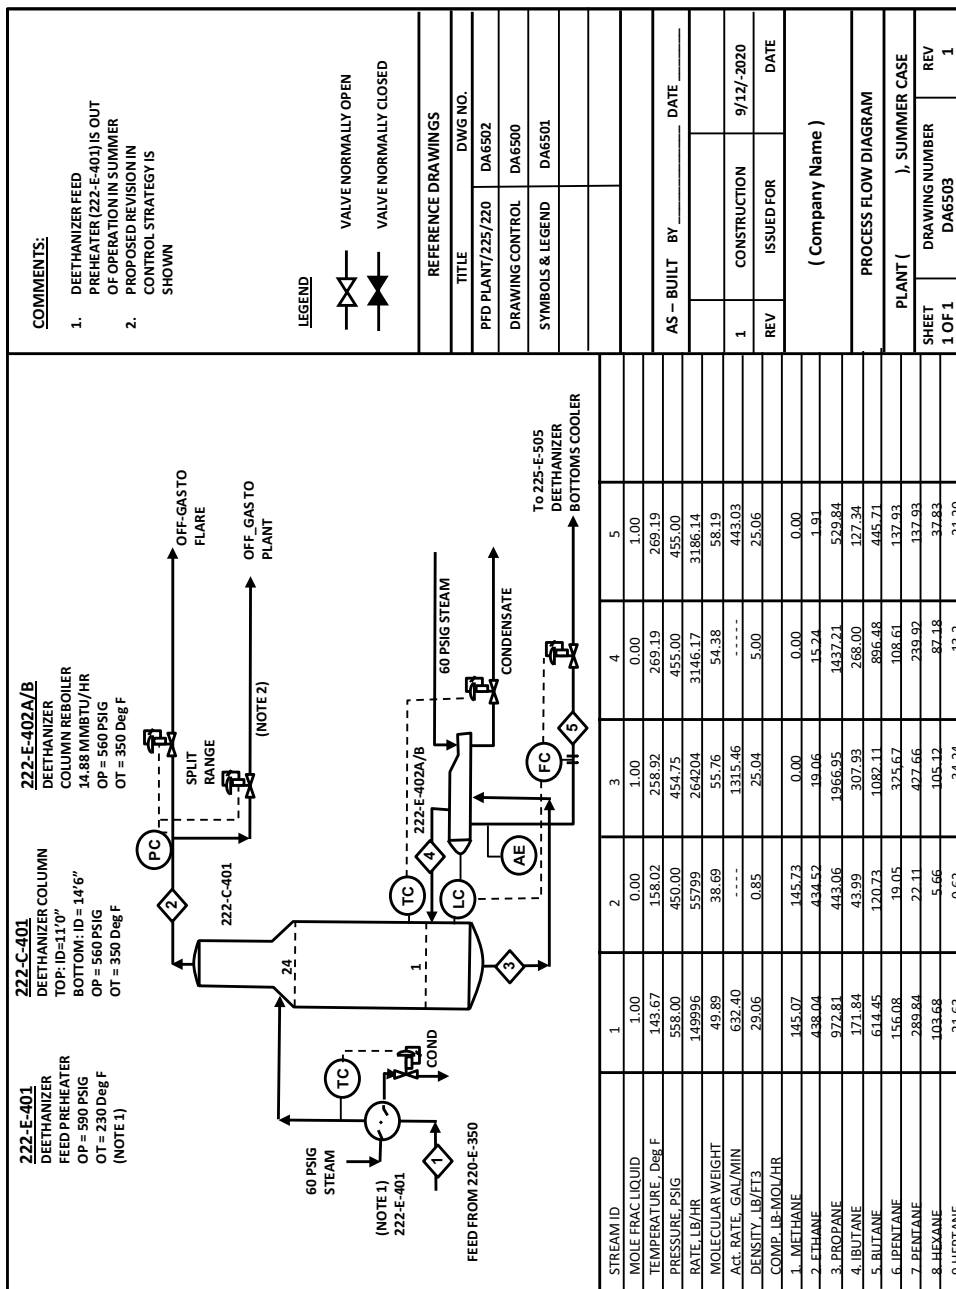 222-E-401
DEETHANIZER
FEED PREHEATER
OP = 590 PSIG
OT = 230 Deg F
(NOTE 1)
222-C-401
DEETHANIZER COLUMN
TOP: ID=11'0"
BOTTOM: ID = 14'6"
OP = 560 PSIG
OT = 350 Deg F
222-E-402A/B
DEETHANIZER
COLUMN REBOILER
14.88 MMBTU/HR
OP = 560 PSIG
OT = 350 Deg F
60 PSIG
STEAM
(NOTE 1)
222-E-401
1
FEED FROM 220-E-350
TC
COND
24
1
2
222-C-401
PC
SPLIT
RANGE
OFF-GAS TO
FLARE
OFF_GAS TO
PLANT
(NOTE 2)
TC
LC
3
4
222-E-402A/B
AE
60 PSIG STEAM
CONDENSATE
FC
5
To 225-E-505
DEETHANIZER
BOTTOMS COOLER
STREAM ID 1 2 3 4 5
MOLE FRAC LIQUID 1.00 0.00 1.00 0.00 1.00
TEMPERATURE, Deg F 143.67 158.02 258.92 269.19 269.19
PRESSURE, PSIG 558.00 450.00 454.75 455.00 455.00
RATE, LB/HR 149996 55799 264204 3146.17 3186.14
MOLECULAR WEIGHT 49.89 38.69 55.76 54.38 58.19
Act. RATE, GAL/MIN 632.40 ---- 1315.46 ----- 443.03
DENSITY, LB/FT3 29.06 0.85 25.04 5.00 25.06
COMP, LB-MOL/HR
1. METHANE 145.07 145.73 0.00 0.00 0.00
2. ETHANE 438.04 434.52 19.06 15.24 1.91
3. PROPANE 972.81 443.06 1966.95 1437.21 529.84
4. IBUTANE 171.84 43.99 307.93 268.00 127.34
5. BUTANE 614.45 120.73 1082.11 896.48 445.71
6. IPENTANE 156.08 19.05 325.67 108.61 137.93
7. PENTANE 289.84 22.11 427.66 239.92 137.93
8. HEXANE 103.68 5.66 105.12 87.18 37.83
COMMENTS:
1. DEETHANIZER FEED
PREHEATER (222-E-401) IS OUT
OF OPERATION IN SUMMER
2. PROPOSED REVISION IN
CONTROL STRATEGY IS
SHOWN
LEGEND
VALVE NORMALLY OPEN
VALVE NORMALLY CLOSED
REFERENCE DRAWINGS
TITLE DWG NO.
PFD PLANT/225/220 DA6502
DRAWING CONTROL DA6500
SYMBOLS & LEGEND DA6501
AS – BUILT BY __________ DATE ______
1 CONSTRUCTION 9/12/-2020
REV ISSUED FOR DATE
( Company Name )
PROCESS FLOW DIAGRAM
PLANT ( ), SUMMER CASE
SHEET DRAWING NUMBER REV
1 OF 1 DA6503 1